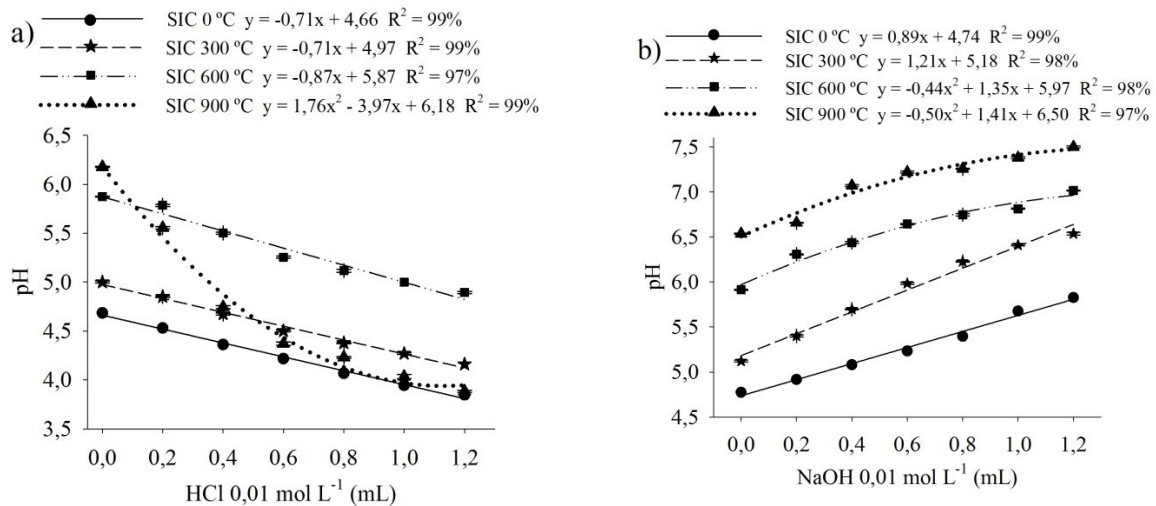 a)
SIC 0 ºC y = -0,71x + 4,66 R² = 99%
SIC 300 ºC y = -0,71x + 4,97 R² = 99%
SIC 600 ºC y = -0,87x + 5,87 R² = 97%
SIC 900 ºC y = 1,76x² - 3,97x + 6,18 R² = 99%
6,5
6,0
5,5
5,0
4,5
4,0
3,5
pH
0,0 0,2 0,4 0,6 0,8 1,0 1,2
HCl 0,01 mol L⁻¹ (mL)
b)
SIC 0 ºC y = 0,89x + 4,74 R² = 99%
SIC 300 ºC y = 1,21x + 5,18 R² = 98%
SIC 600 ºC y = -0,44x² + 1,35x + 5,97 R² = 98%
SIC 900 ºC y = -0,50x² + 1,41x + 6,50 R² = 97%
7,5
7,0
6,5
6,0
5,5
5,0
4,5
pH
0,0 0,2 0,4 0,6 0,8 1,0 1,2
NaOH 0,01 mol L⁻¹ (mL)